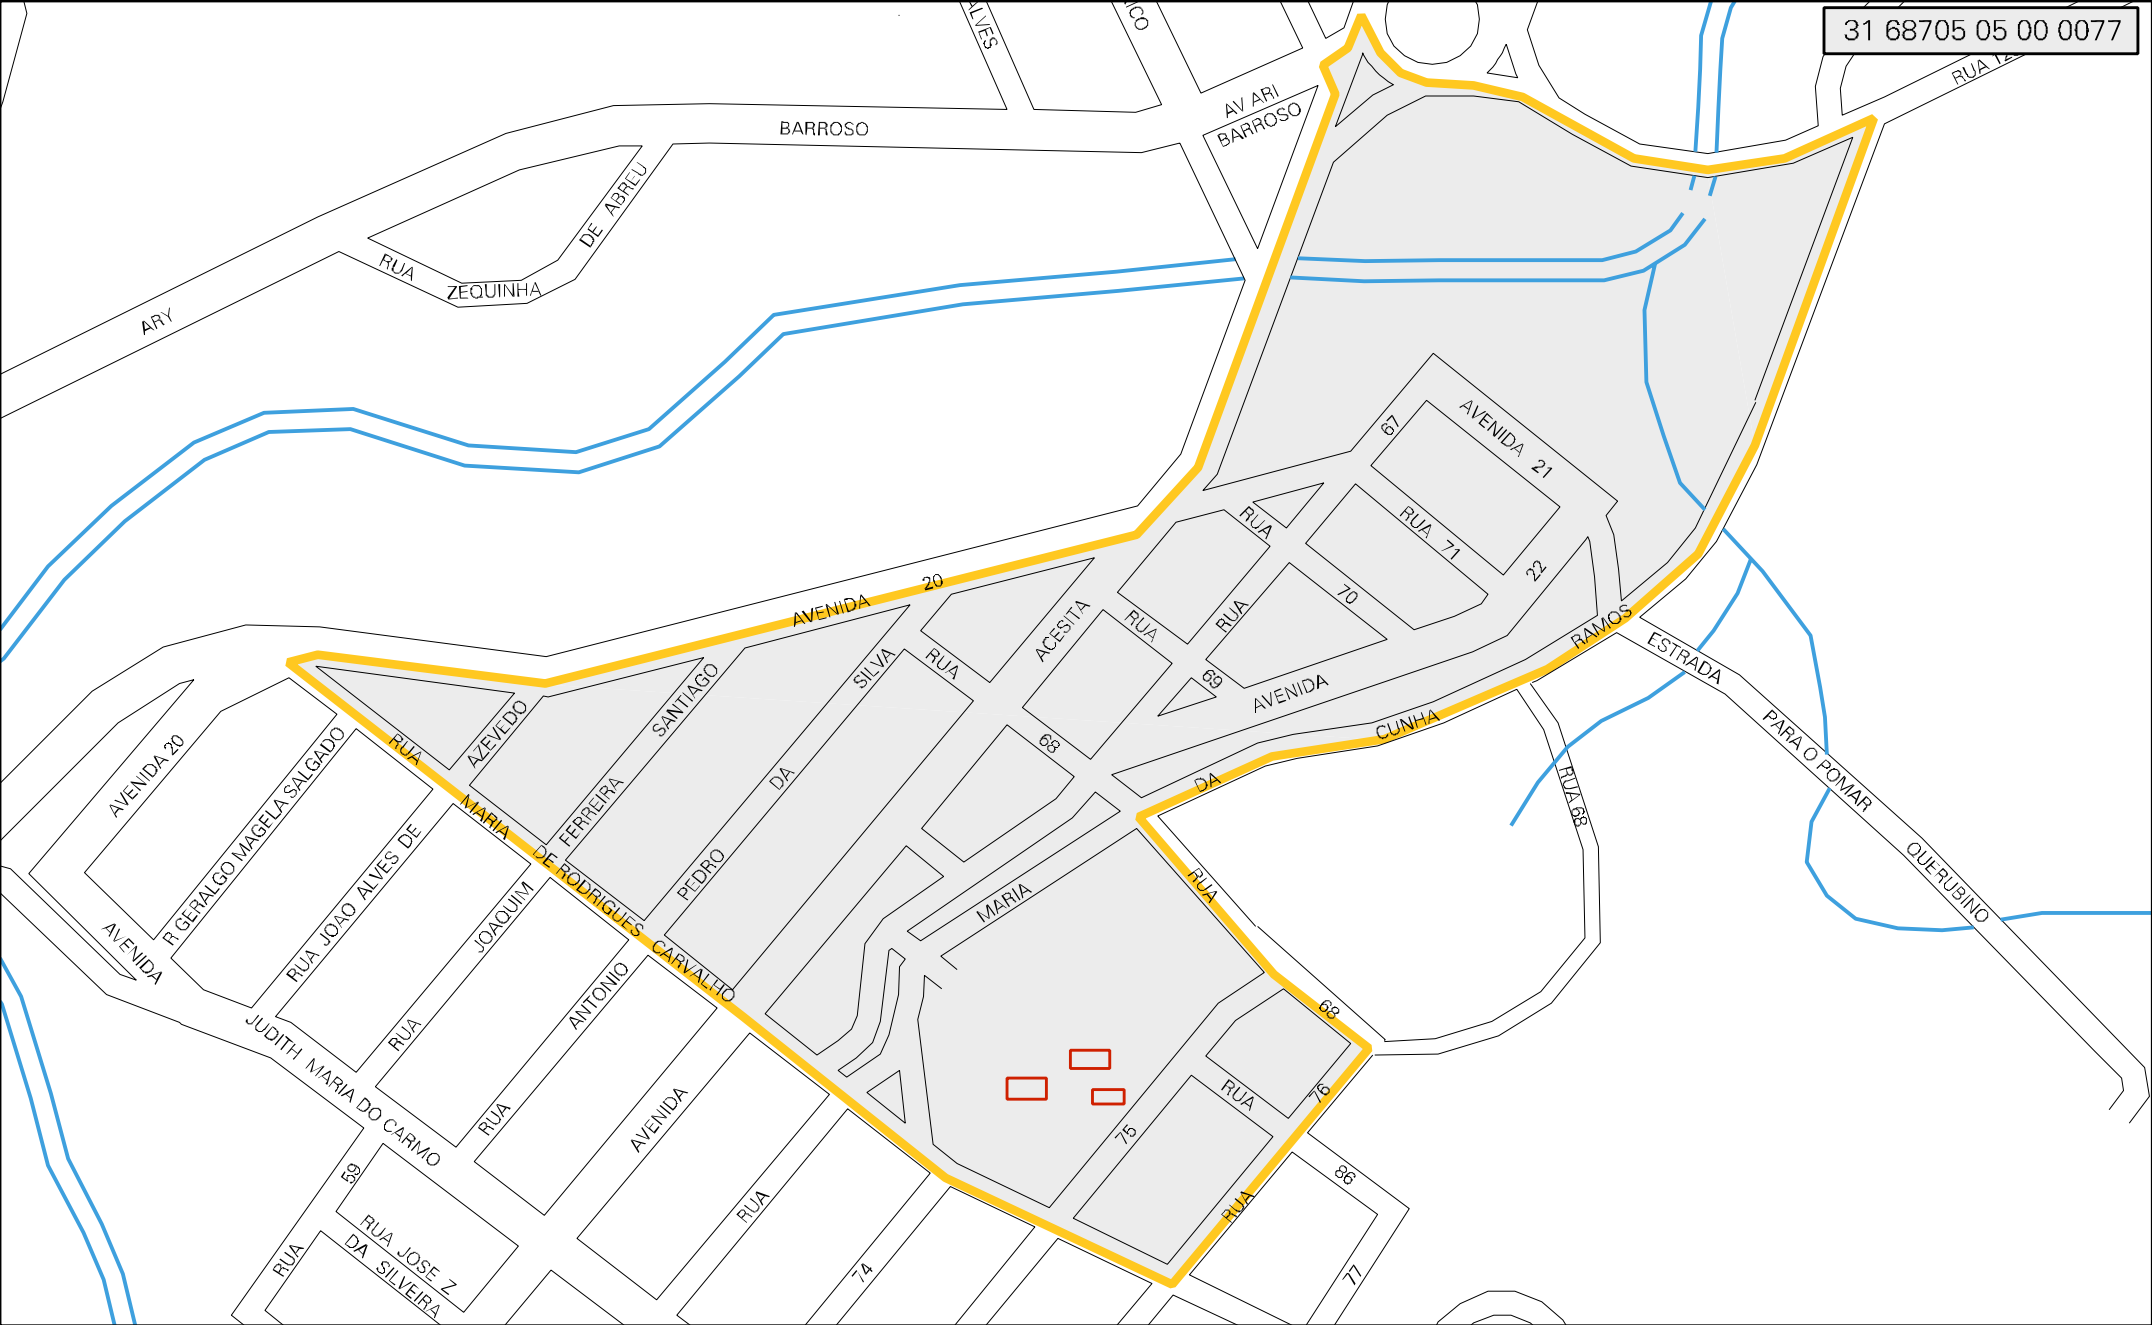 ALVES
ICO
31 68705 05 00 0077
AV ARI
BARROSO
BARROSO
DE ABREU
RUA
ZEQUINHA
ARY
67
AVENIDA 21
RUA
RUA 71
22
70
20
AVENIDA
ACESITA
RUA
RUA
RAMOS
ESTRADA
SILVA
RUA
69
AVENIDA
SANTIAGO
AZEVEDO
CUNHA
68
RUA
PARA O POMAR
AVENIDA 20
R GERALGO MAGELA SALGADO
DA
DA
RUA 68
MARIA
FERREIRA
RUA JOAO ALVES DE
DE RODRIGUES CARVALHO
PEDRO
RUA
MARIA
QUERUBINO
JOAQUIM
AVENIDA
ANTONIO
68
RUA
JUDITH MARIA DO CARMO
RUA
76
RUA
AVENIDA
75
59
86
RUA
RUA
RUA JOSE Z
DA SILVEIRA
RUA
74
77